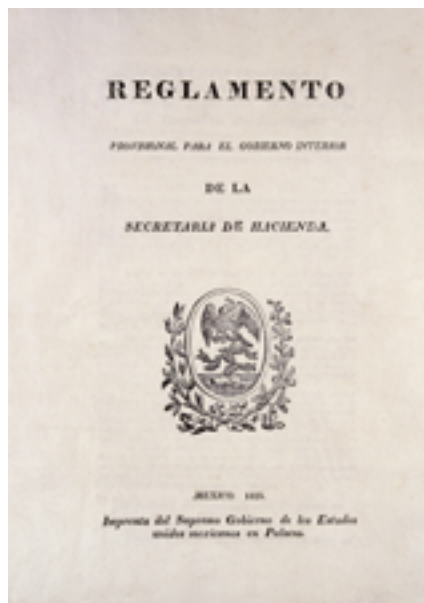 REGLAMENTO
PROVISIONAL PARA EL GOBIERNO INTERIOR
DE LA
SECRETARIA DE HACIENDA.
MEXICO
Imprenta del Supremo Gobierno de los Estados
unidos mexicanos en Palacio.